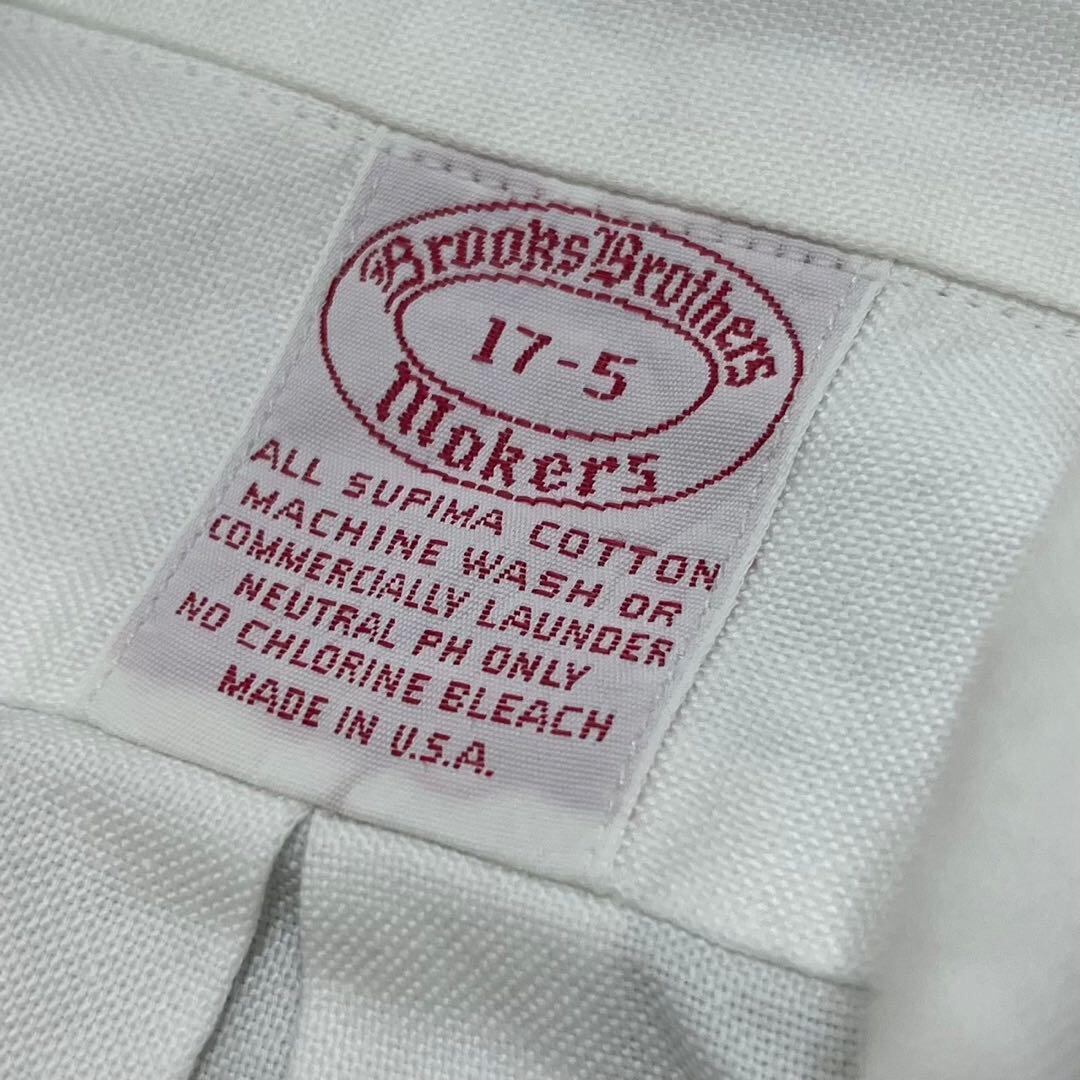 Brooks Brothers
17-5
Makers
ALL SUPIMA COTTON
MACHINE WASH OR
COMMERCIALLY LAUNDER
NEUTRAL PH ONLY
NO CHLORINE BLEACH
MADE IN U.S.A.